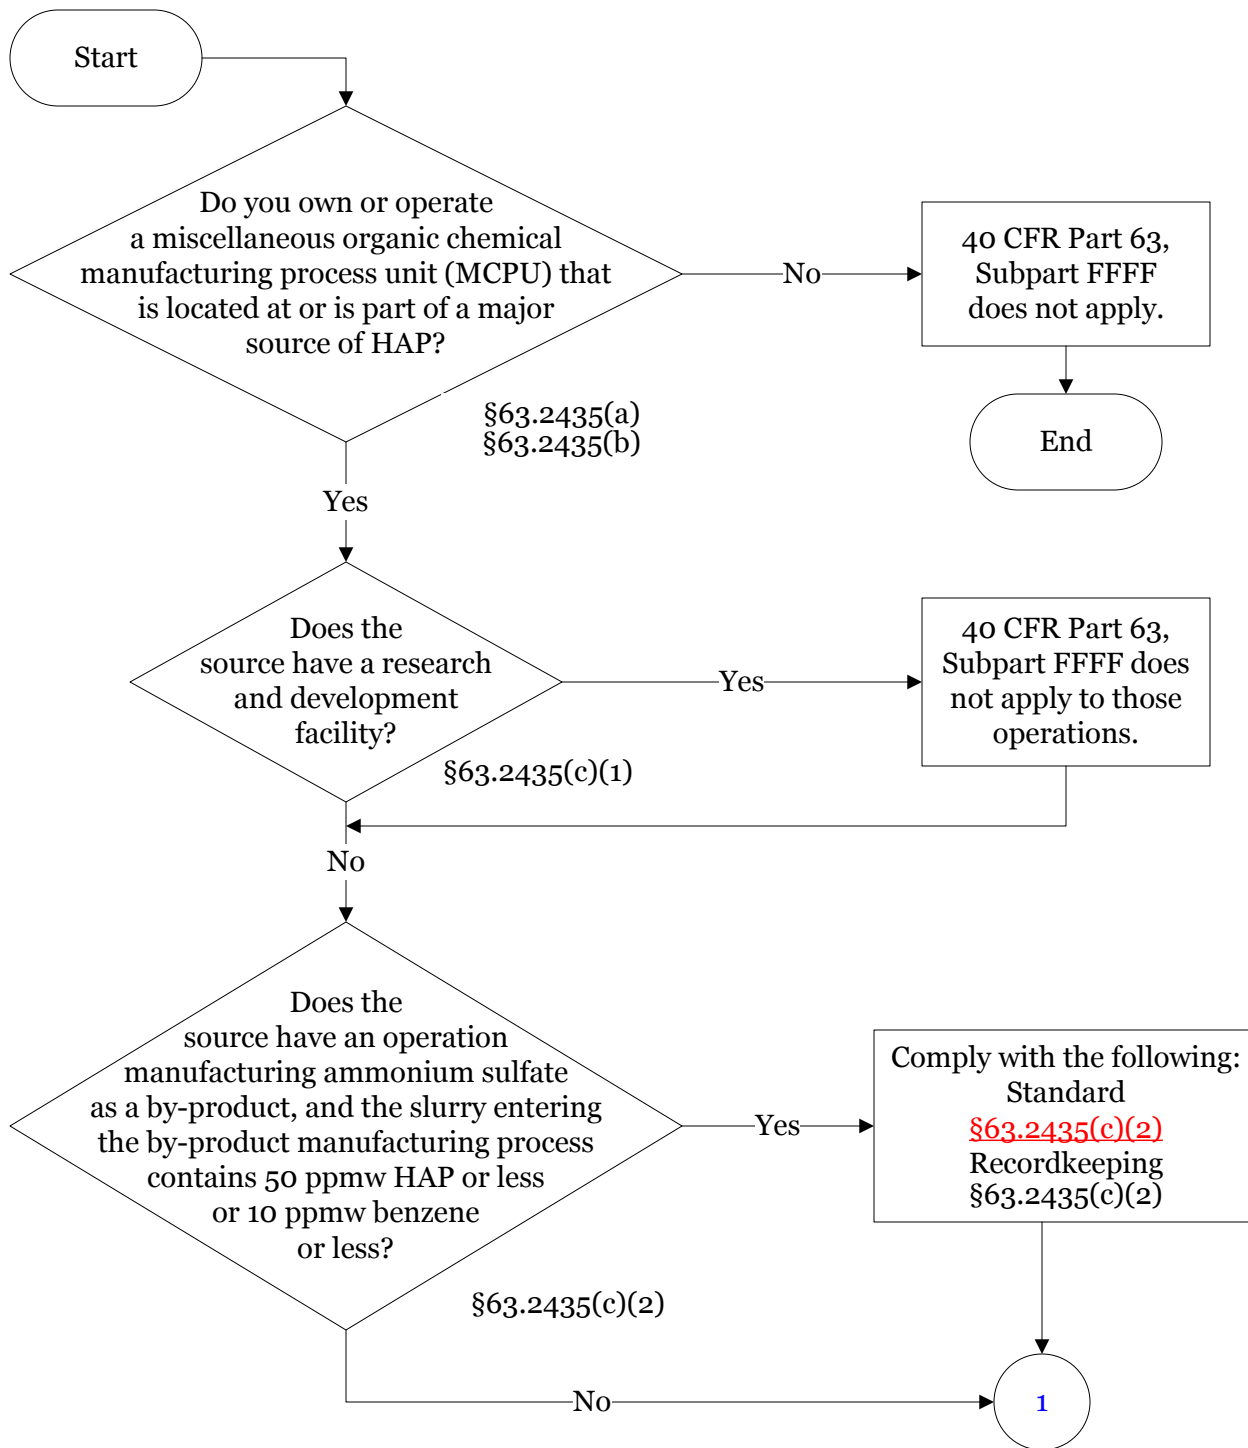 Start
Do you own or operate
a miscellaneous organic chemical
manufacturing process unit (MCPU) that
is located at or is part of a major
source of HAP?
No
40 CFR Part 63,
Subpart FFFF
does not apply.
§63.2435(a)
§63.2435(b)
End
Yes
Does the
source have a research
and development
facility?
Yes
40 CFR Part 63,
Subpart FFFF does
not apply to those
operations.
§63.2435(c)(1)
No
Does the
source have an operation
manufacturing ammonium sulfate
as a by-product, and the slurry entering
the by-product manufacturing process
contains 50 ppmw HAP or less
or 10 ppmw benzene
or less?
Yes
Comply with the following:
Standard
§63.2435(c)(2)
Recordkeeping
§63.2435(c)(2)
§63.2435(c)(2)
No
1